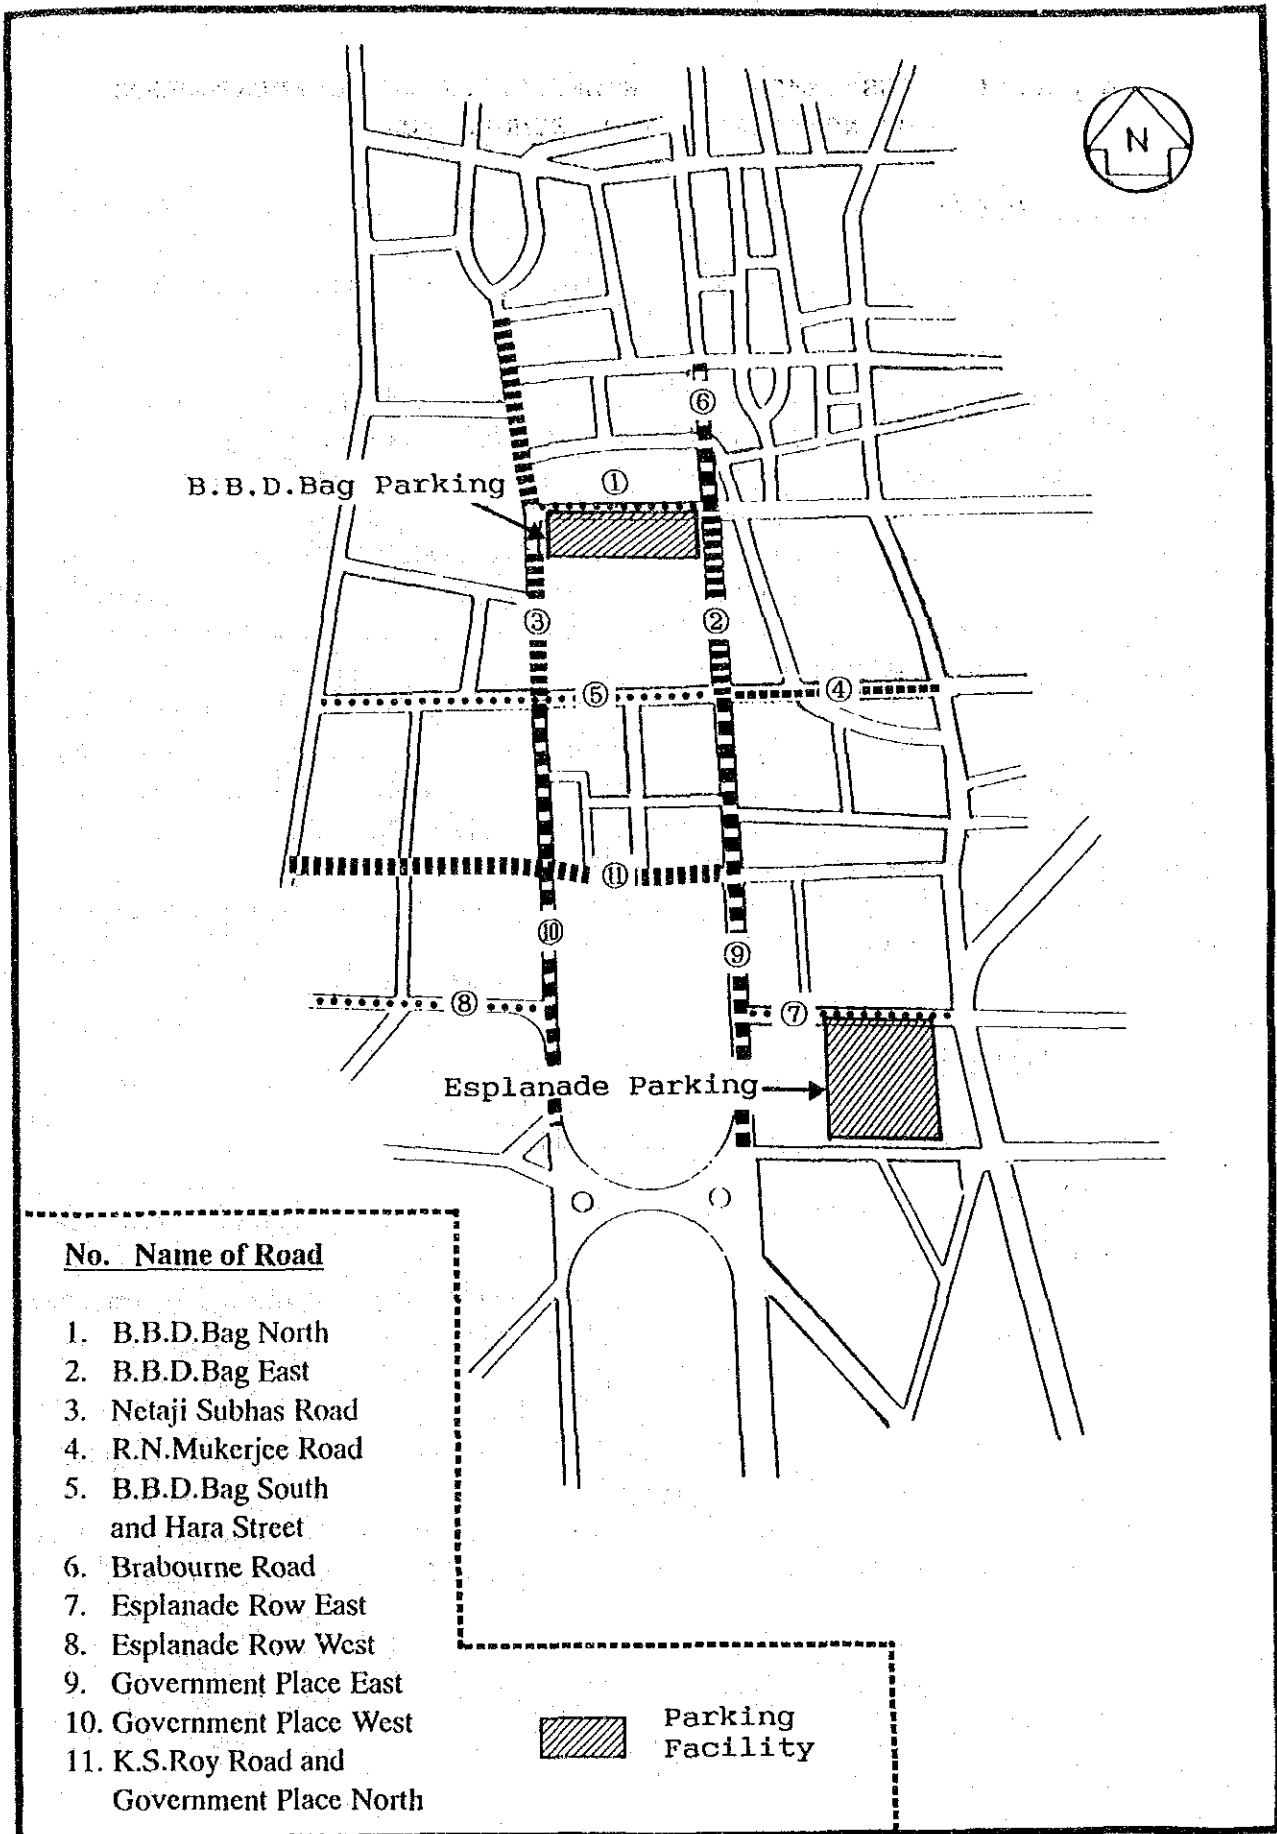 N
⑥
B.B.D.Bag Parking
①
③
②
⑤
④
⑪
⑩
⑨
⑧
⑦
Esplanade Parking
No. Name of Road
1. B.B.D.Bag North
2. B.B.D.Bag East
3. Netaji Subhas Road
4. R.N.Mukerjee Road
5. B.B.D.Bag South
and Hara Street
6. Brabourne Road
7. Esplanade Row East
8. Esplanade Row West
9. Government Place East
10. Government Place West
11. K.S.Roy Road and
Government Place North
Parking
Facility